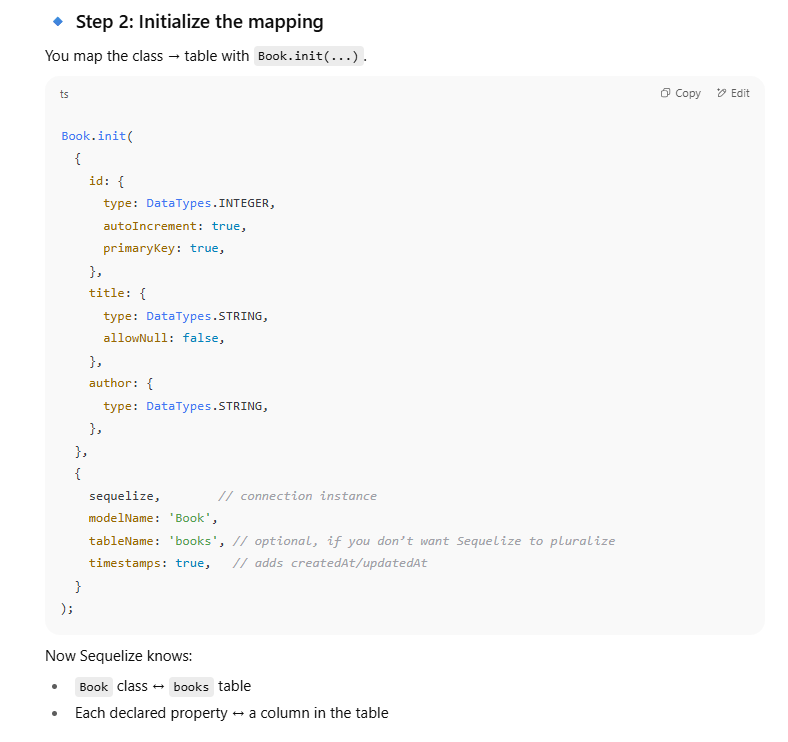 Step 2: Initialize the mapping
You map the class → table with Book.init(...).
ts
Copy
Edit
Book.init(
  {
    id: {
      type: DataTypes.INTEGER,
      autoIncrement: true,
      primaryKey: true,
    },
    title: {
      type: DataTypes.STRING,
      allowNull: false,
    },
    author: {
      type: DataTypes.STRING,
    },
  },
  {
    sequelize,        // connection instance
    modelName: 'Book',
    tableName: 'books', // optional, if you don’t want Sequelize to pluralize
    timestamps: true,   // adds createdAt/updatedAt
  }
);
Now Sequelize knows:
• Book class ↔ books table
• Each declared property ↔ a column in the table